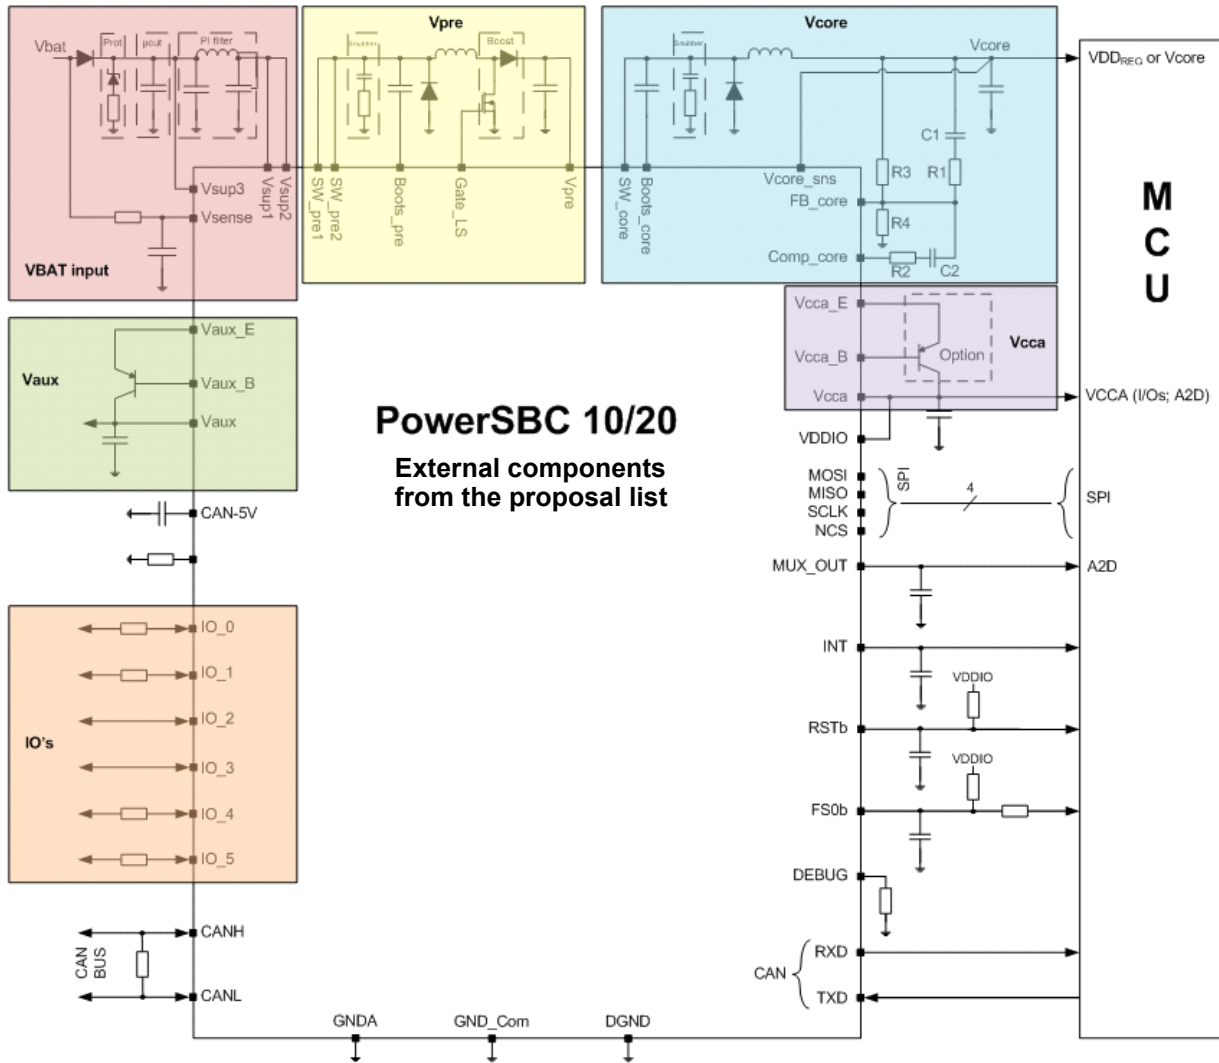 Vpre
Vcore
Vbat
Prot
µcut
PI filter
Snubber
Boost
Snubber
Vcore
VDDREG or Vcore
C1
R3
R1
Vsup3
Vsup1
Vsup2
SW_pre1
SW_pre2
Boots_pre
Gate_LS
Vpre
SW_core
Boots_core
Vcore_sns
FB_core
Vsense
R4
VBAT input
Comp_core
R2
C2
M
C
U
Vaux_E
Vaux
Vaux_B
Vaux
Vcca_E
Vcca_B
Option
Vcca
Vcca
VCCA (I/Os; A2D)
PowerSBC 10/20
External components
from the proposal list
VDDIO
MOSI
MISO
SCLK
NCS
SPI
4
SPI
CAN-5V
MUX_OUT
A2D
IO's
IO_0
IO_1
IO_2
IO_3
IO_4
IO_5
INT
VDDIO
RSTb
VDDIO
FS0b
DEBUG
CAN
BUS
CANH
CANL
CAN
RXD
TXD
GNDA
GND_Com
DGND